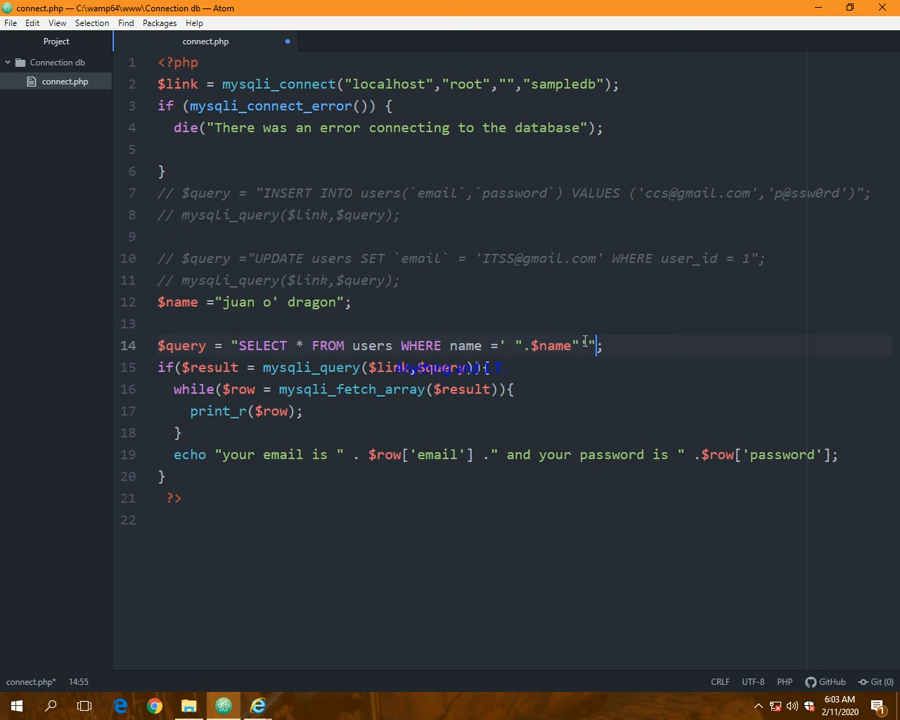 connect.php — C:\wamp64\www\Connection db — Atom
File Edit View Selection Find Packages Help
Project
connect.php
Connection db
connect.php
1 <?php
2 $link = mysqli_connect("localhost","root","","sampledb");
3 if (mysqli_connect_error()) {
4 die("There was an error connecting to the database");
5
6 }
7 // $query = "INSERT INTO users(`email`,`password`) VALUES ('ccs@gmail.com','p@ssw0rd')";
8 // mysqli_query($link,$query);
9
10 // $query ="UPDATE users SET `email` = 'ITSS@gmail.com' WHERE user_id = 1";
11 // mysqli_query($link,$query);
12 $name ="juan o' dragon";
13
14 $query = "SELECT * FROM users WHERE name =' ".$name" ";
15 if($result = mysqli_query($link,$query)){
16 while($row = mysqli_fetch_array($result)){
17 print_r($row);
18 }
19 echo "your email is " . $row['email'] ." and your password is " .$row['password'];
20 }
21 ?>
22
connect.php* 14:55
CRLF UTF-8 PHP GitHub Git (0)
6:03 AM
2/11/2020